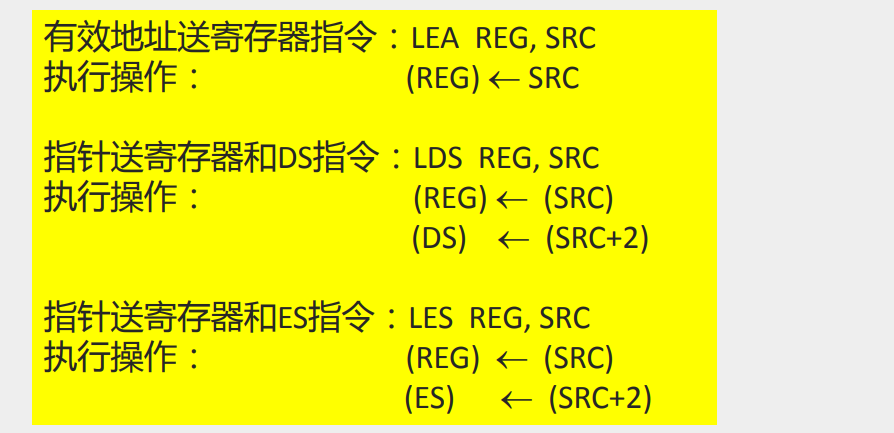 有效地址送寄存器指令：LEA REG, SRC
执行操作： (REG) ← SRC
指针送寄存器和DS指令：LDS REG, SRC
执行操作： (REG) ← (SRC)
(DS) ← (SRC+2)
指针送寄存器和ES指令：LES REG, SRC
执行操作： (REG) ← (SRC)
(ES) ← (SRC+2)